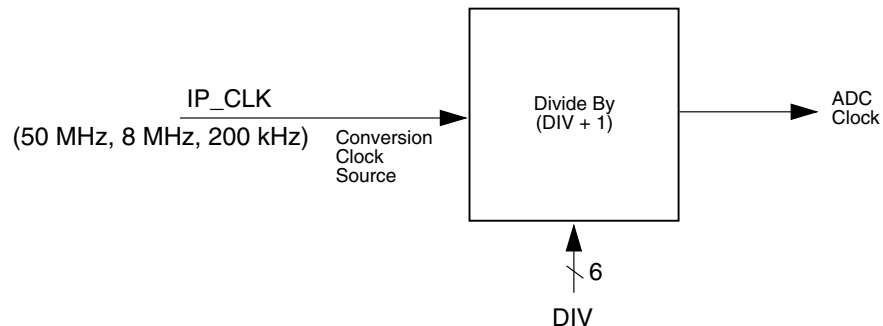 IP_CLK
(50 MHz, 8 MHz, 200 kHz)
Conversion
Clock
Source
Divide By
(DIV + 1)
ADC
Clock
6
DIV